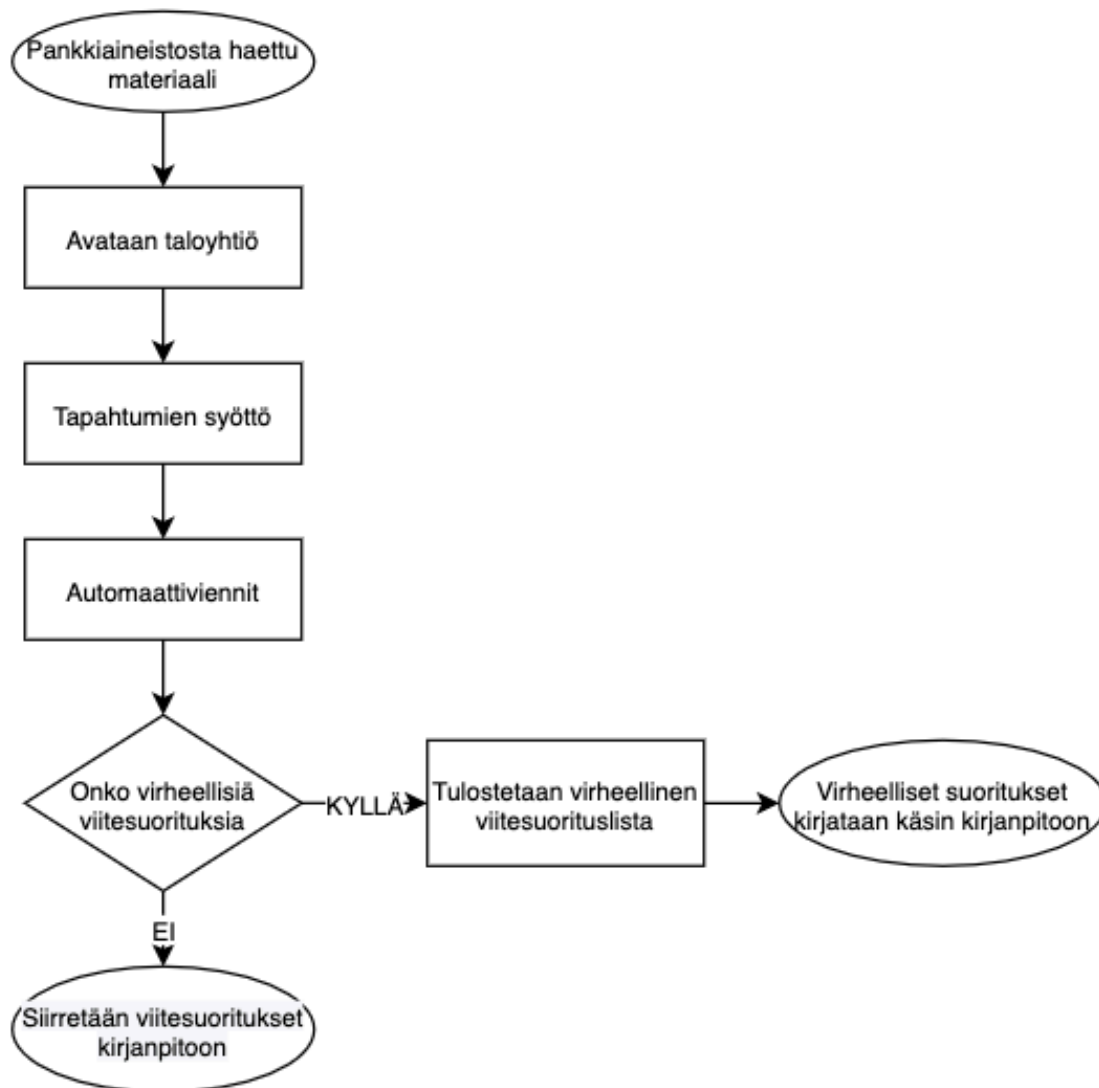 Pankkiaineistosta haettu
materiaali
Avataan taloyhtiö
Tapahtumien syöttö
Automaattiviennit
Onko virheellisiä
viitesuorituksia
KYLLÄ
Tulostetaan virheellinen
viitesuorituslista
Virheelliset suoritukset
kirjataan käsin kirjanpitoon
EI
Siirretään viitesuoritukset
kirjanpitoon